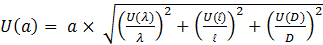 U(a) = a × √((U(λ)/λ)² + (U(ℓ)/ℓ)² + (U(D)/D)²)